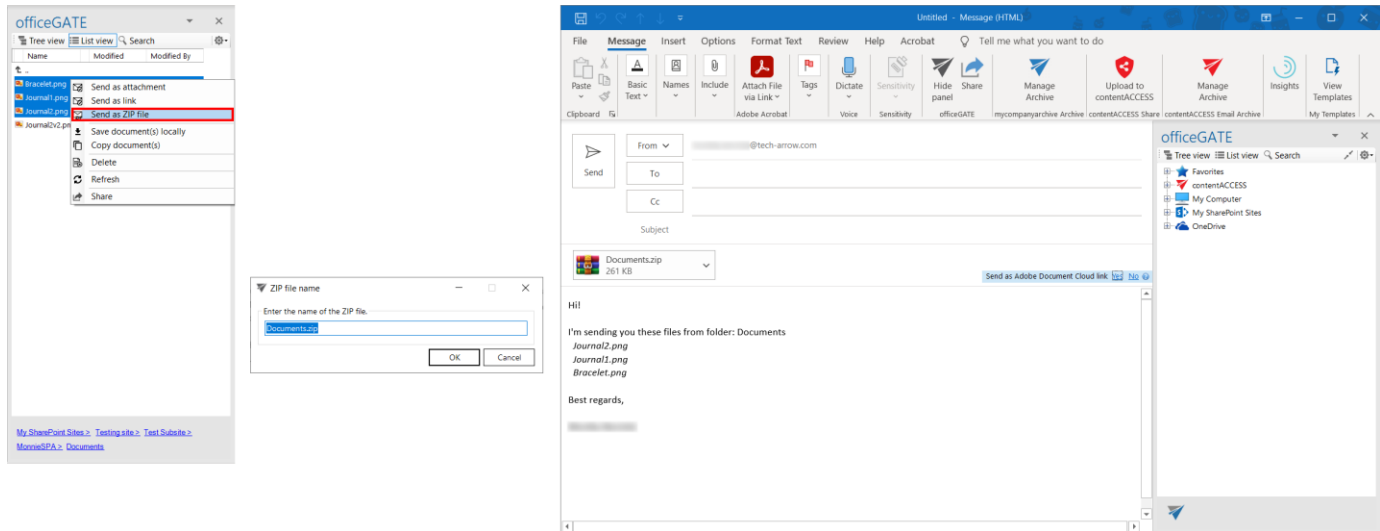 officeGATE
Tree view List view Search
Name Modified Modified By
..
Bracelet.png
Journal1.png
Journal2.png
Journal2v2.pn
Send as attachment
Send as link
Send as ZIP file
Save document(s) locally
Copy document(s)
Delete
Refresh
Share
My SharePoint Sites > Testing site > Test Subsite >
MonnieSPA > Documents
ZIP file name
Enter the name of the ZIP file.
Documents.zip
OK Cancel
Untitled - Message (HTML)
File Message Insert Options Format Text Review Help Acrobat Tell me what you want to do
Paste
Basic Text
Names
Include
Attach File via Link
Tags
Dictate
Sensitivity
Hide panel
Share
Manage Archive
Upload to contentACCESS
Manage Archive
Insights
View Templates
Clipboard Adobe Acrobat Voice Sensitivity officeGATE mycompanyarchive Archive contentACCESS Share contentACCESS Email Archive My Templates
Send
From @tech-arrow.com
To
Cc
Subject
Documents.zip
261 KB
Send as Adobe Document Cloud link Yes No
Hi!
I'm sending you these files from folder: Documents
Journal2.png
Journal1.png
Bracelet.png
Best regards,
officeGATE
Tree view List view Search
Favorites
contentACCESS
My Computer
My SharePoint Sites
OneDrive